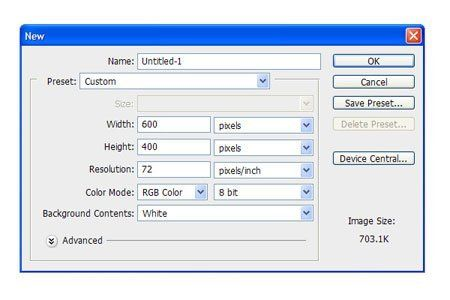 New
Name: Untitled-1
OK
Preset: Custom
Cancel
Size:
Save Preset...
Width: 600 pixels
Delete Preset...
Height: 400 pixels
Resolution: 72 pixels/inch
Device Central...
Color Mode: RGB Color 8 bit
Background Contents: White
Image Size:
Advanced
703.1K